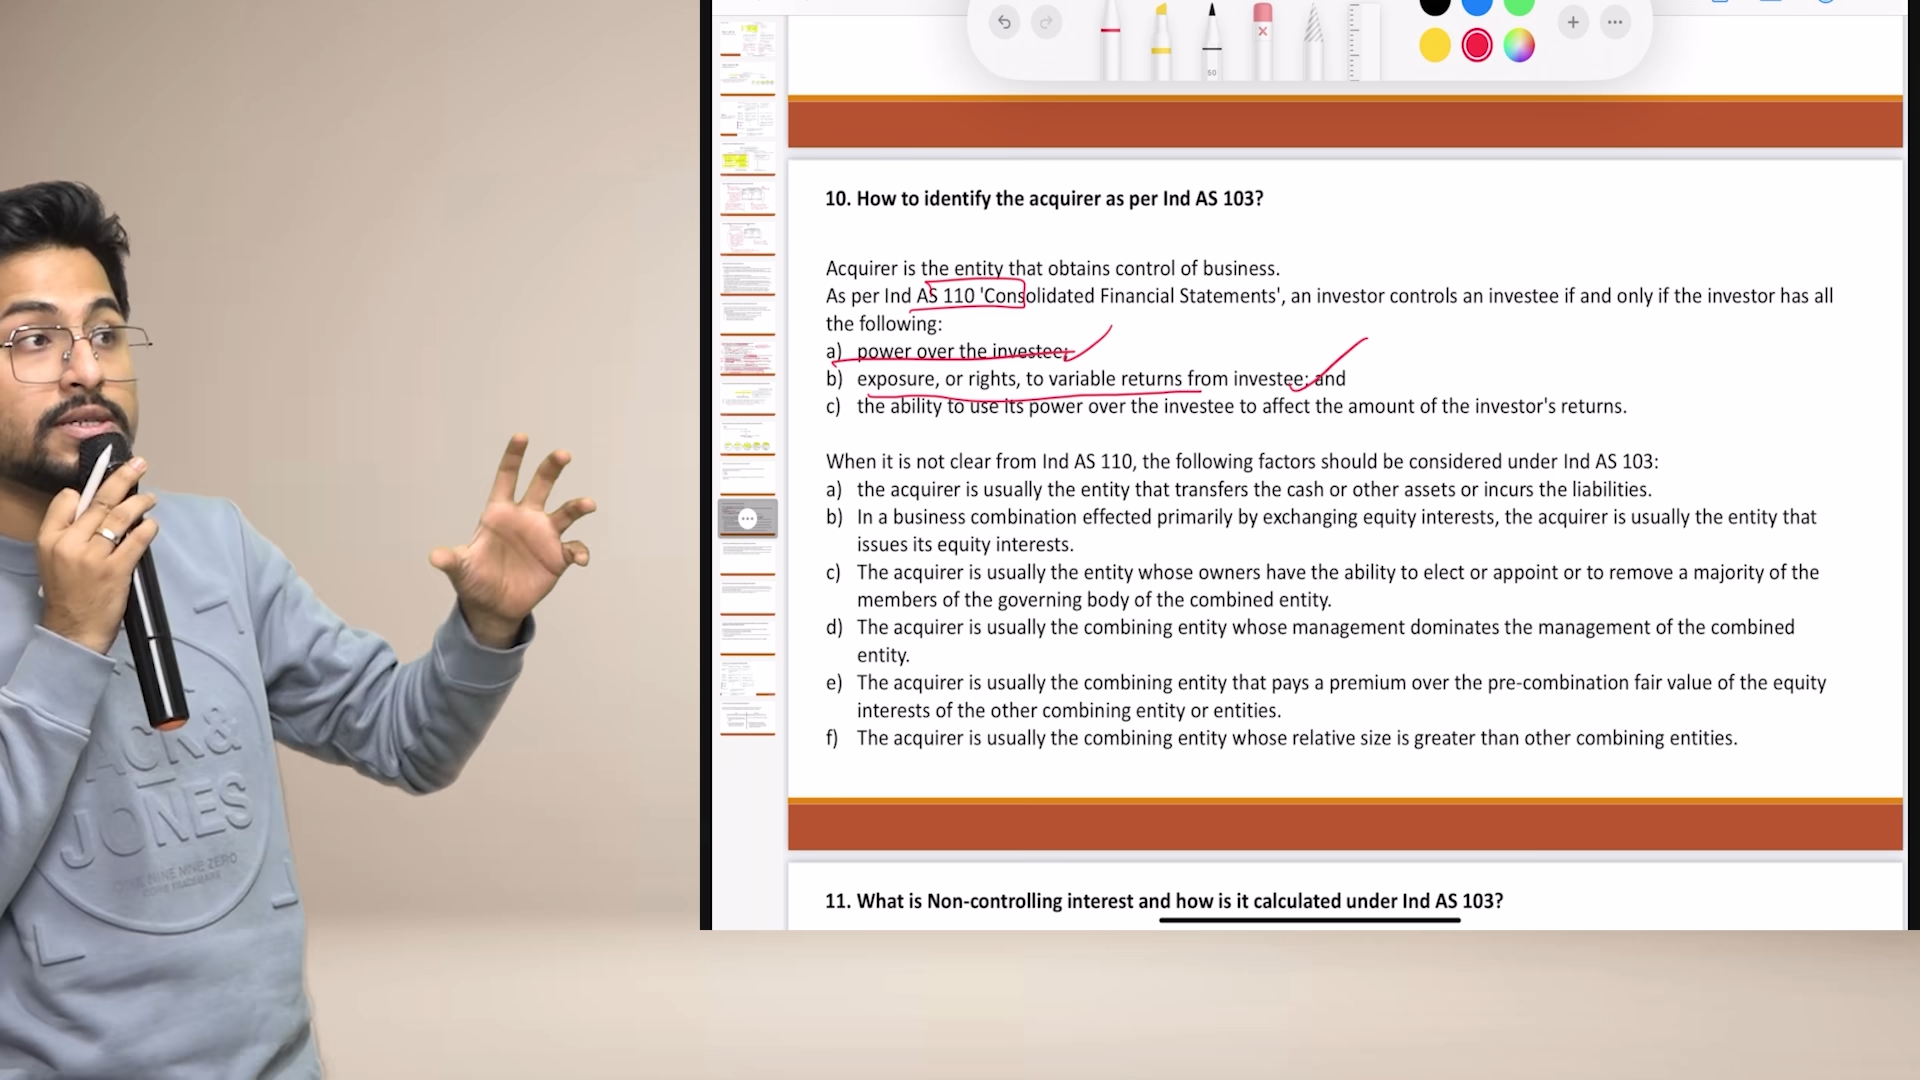 50
10. How to identify the acquirer as per Ind AS 103?
Acquirer is the entity that obtains control of business.
As per Ind AS 110 'Consolidated Financial Statements', an investor controls an investee if and only if the investor has all
the following:
a) power over the investee;
b) exposure, or rights, to variable returns from investee; and
c) the ability to use its power over the investee to affect the amount of the investor's returns.
When it is not clear from Ind AS 110, the following factors should be considered under Ind AS 103:
a) the acquirer is usually the entity that transfers the cash or other assets or incurs the liabilities.
b) In a business combination effected primarily by exchanging equity interests, the acquirer is usually the entity that
issues its equity interests.
c) The acquirer is usually the entity whose owners have the ability to elect or appoint or to remove a majority of the
members of the governing body of the combined entity.
d) The acquirer is usually the combining entity whose management dominates the management of the combined
entity.
e) The acquirer is usually the combining entity that pays a premium over the pre-combination fair value of the equity
interests of the other combining entity or entities.
f) The acquirer is usually the combining entity whose relative size is greater than other combining entities.
11. What is Non-controlling interest and how is it calculated under Ind AS 103?
JACK &
JONES
ONE NINE NINE ZERO